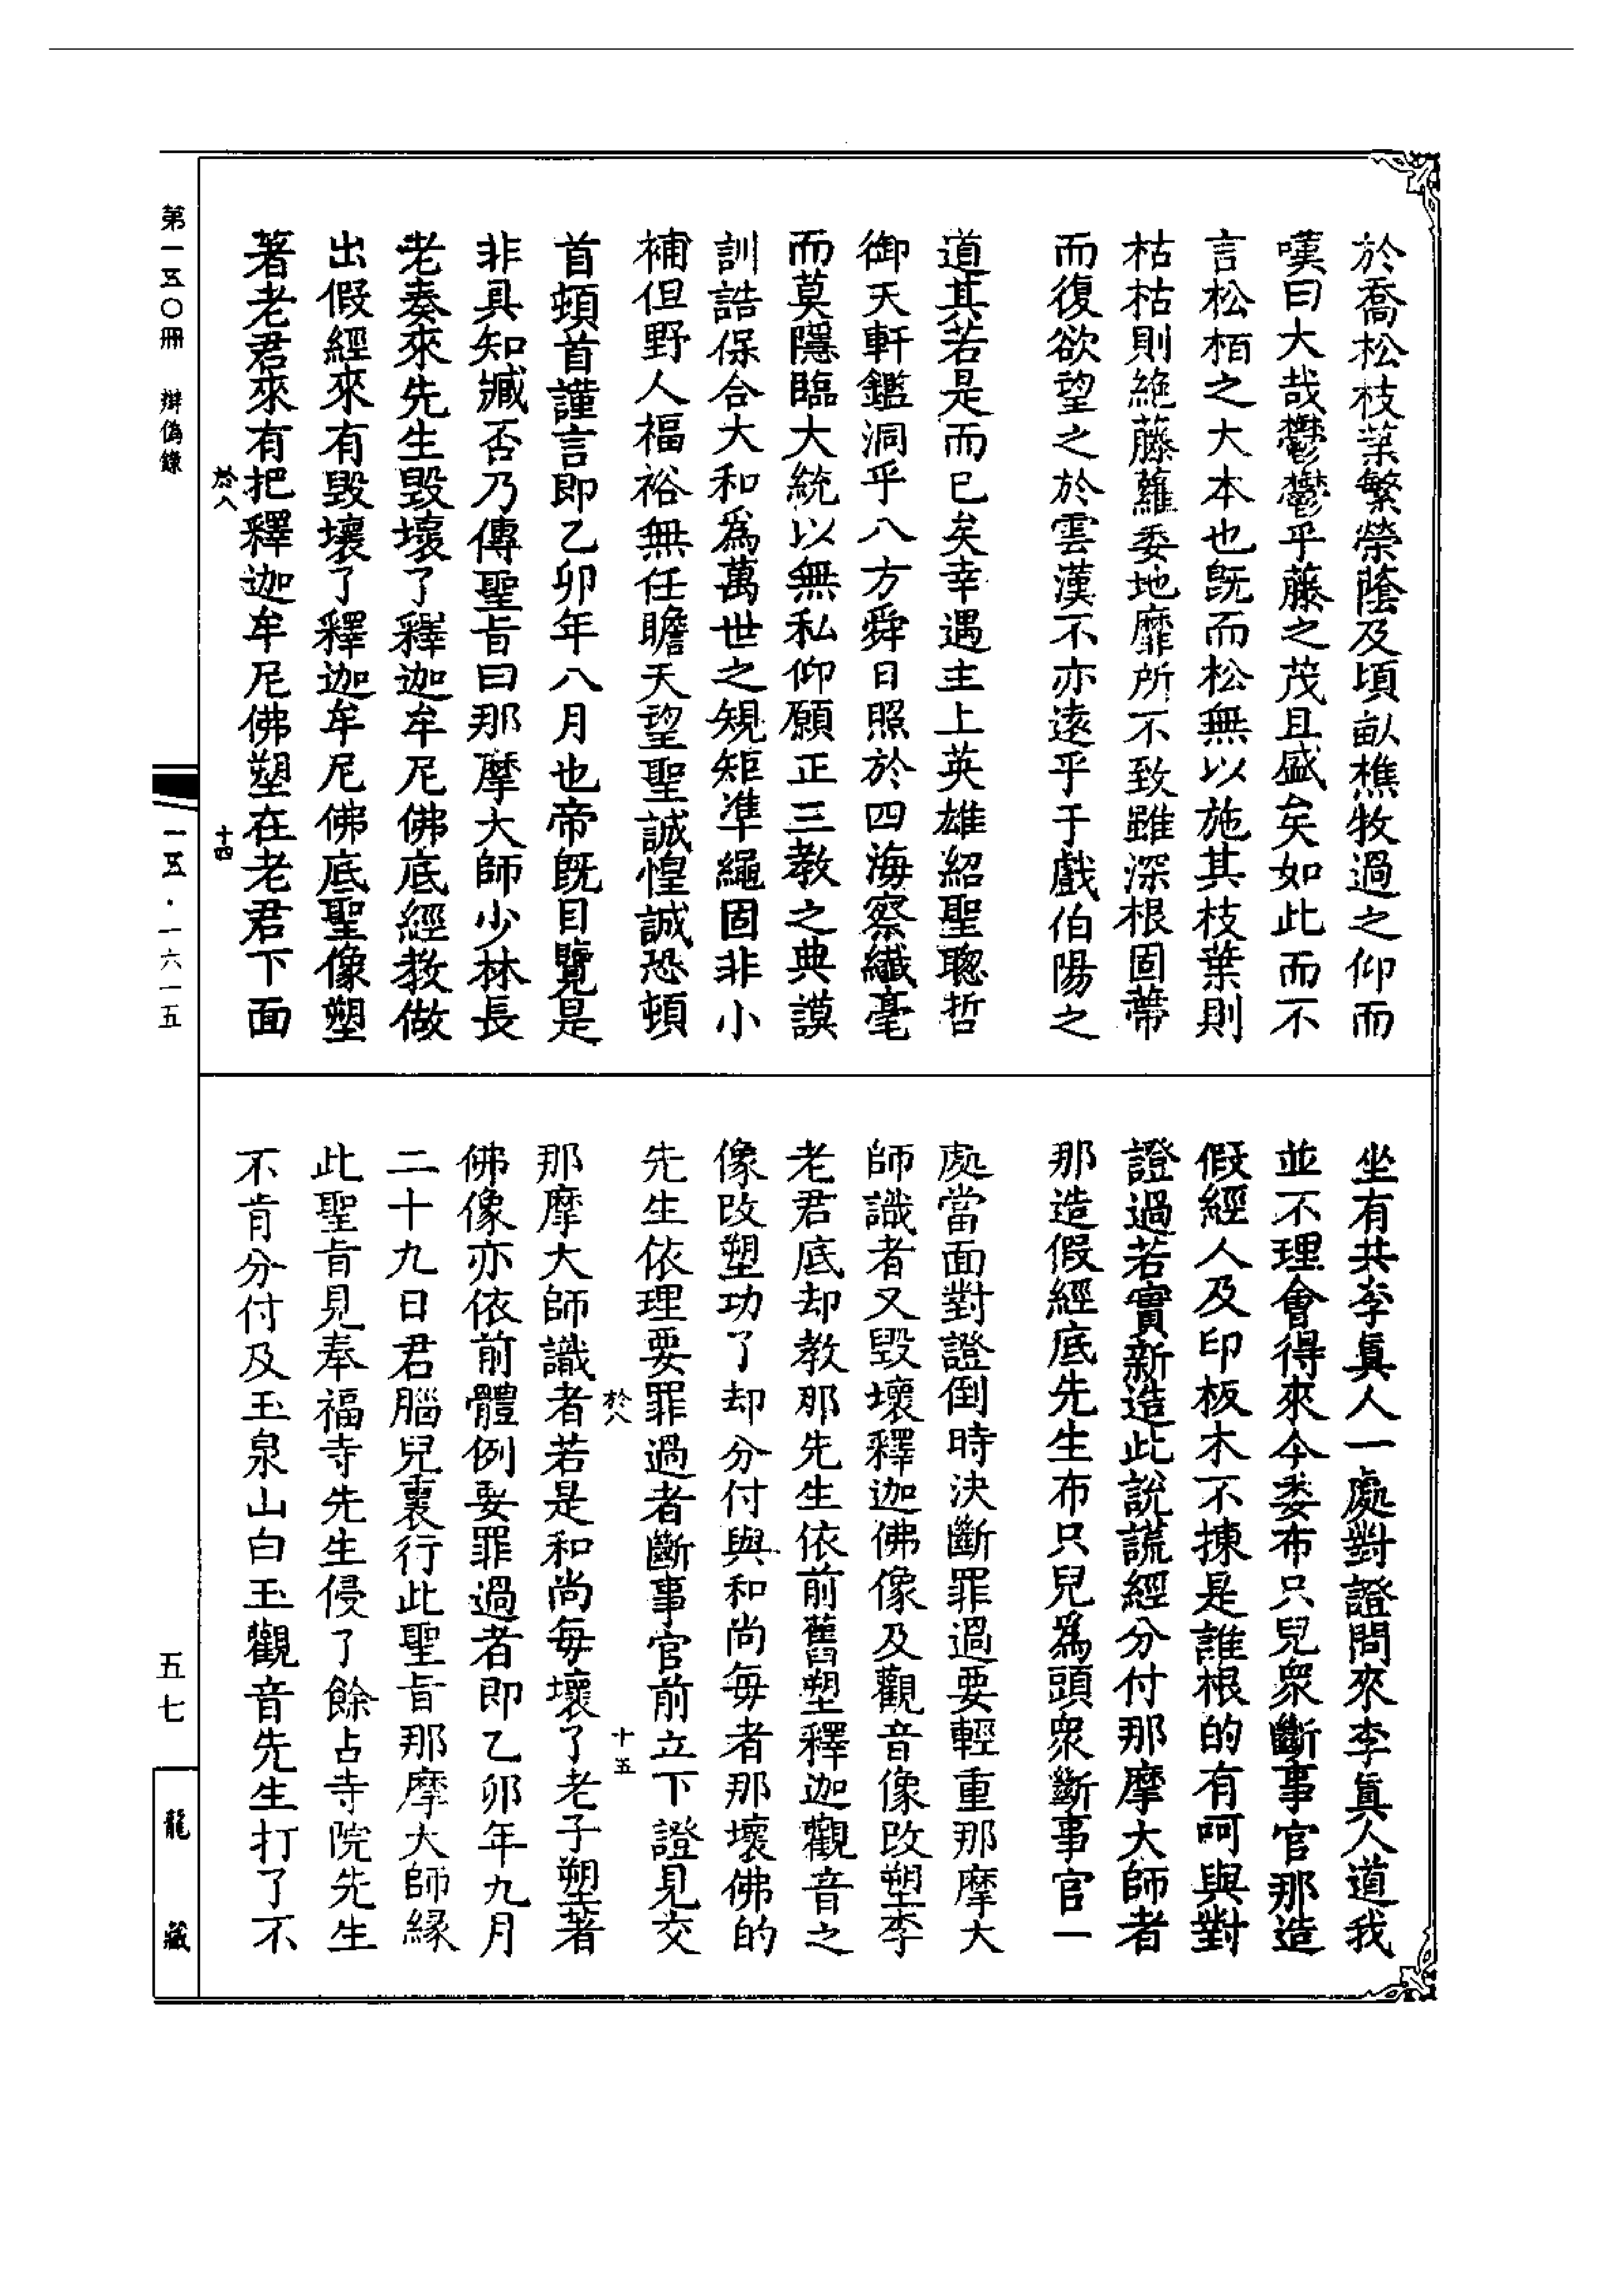 於喬松枝葉繁榮蔭及頃畝樵牧過之仰而
嘆曰大哉鬱鬱乎藤之茂且盛矣如此而不
言松栢之大本也旣而松無以施其枝葉則
枯枯則絶藤蘿委地靡所不致雖深根固蔕
而復欲望之於雲漢不亦遠乎于戲伯陽之
道其若是而已矣幸遇主上英雄紹聖聰哲
御天軒鑑洞乎八方舜日照於四海察纎毫
而莫隱臨大統以無私仰願正三教之典謨
訓誥保合大和爲萬世之規矩準繩固非小
補但野人福裕無任瞻天望聖誠惶誠恐頓
首頓首謹言即乙卯年八月也帝旣目覽是
非具知臧否乃傳聖旨曰那摩大師少林長
老奏來先生毀壞了釋迦牟尼佛底經教做
出假經來有毀壞了釋迦牟尼佛底聖像塑
著老君來有把釋迦牟尼佛塑在老君下面
於八
十四
坐有共李眞人一處對證問來李眞人道我
並不理會得來今委布只兒衆斷事官那造
假經人及印板木不揀是誰根的有呵與對
證過若實新造此說謊經分付那摩大師者
那造假經底先生布只兒爲頭衆斷事官一
處當面對證倒時決斷罪過要輕重那摩大
師識者又毀壞釋迦佛像及觀音像改塑李
老君底却教那先生依前舊塑釋迦觀音之
像改塑功了却分付與和尚每者那壞佛的
先生依理要罪過者斷事官前立下證見交
於八
十五
那摩大師識者若是和尚每壞了老子塑著
佛像亦依前體例要罪過者即乙卯年九月
二十九日君腦兒裏行此聖旨那摩大師緣
此聖旨見奉福寺先生侵了餘占寺院先生
不肯分付及玉泉山白玉觀音先生打了不
第一五〇冊 辯僞錄
一五·一六一五
五七
龍藏